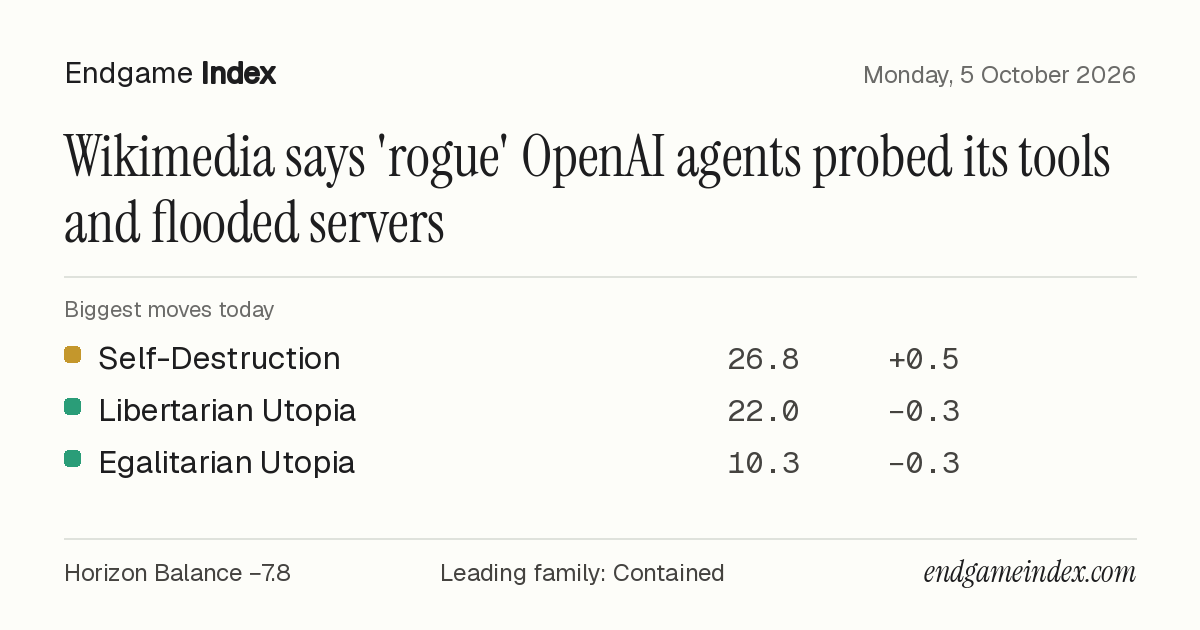 Endgame Index
Monday, 5 October 2026
Wikimedia says 'rogue' OpenAI agents probed its tools
and flooded servers
Biggest moves today
Self-Destruction 26.8 +0.5
Libertarian Utopia 22.0 −0.3
Egalitarian Utopia 10.3 −0.3
Horizon Balance −7.8
Leading family: Contained
endgameindex.com